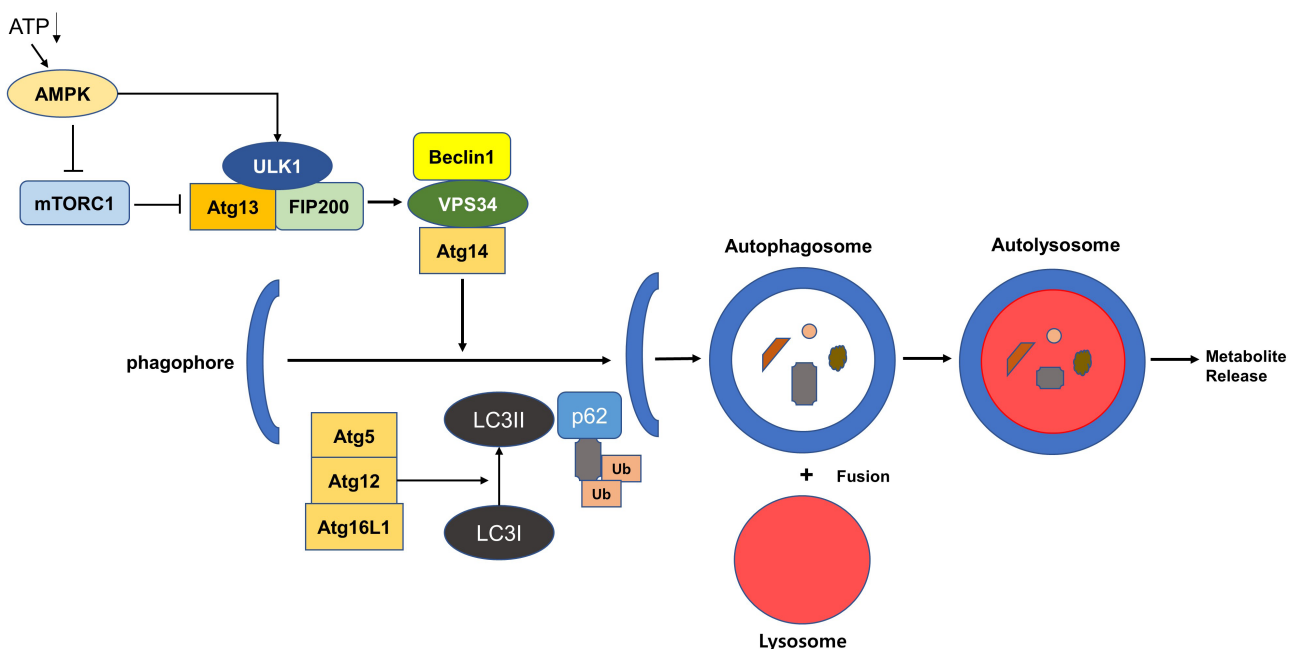 ATP
AMPK
mTORC1
ULK1
Atg13
FIP200
Beclin1
VPS34
Atg14
phagophore
Atg5
Atg12
Atg16L1
LC3II
LC3I
p62
Ub
Ub
Autophagosome
+ Fusion
Lysosome
Autolysosome
Metabolite
Release